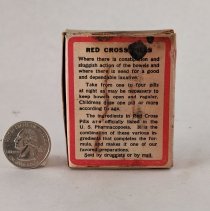 RED CROSS PILLS
Where there is constipation and
sluggish action of the bowels and
where there is need for a good
and dependable laxative.
Take from one to four pills
at night as may be necessary to
keep bowels open and regular.
Childrens dose one pill or more
according to age.
The ingredients in Red Cross
Pills are officially listed in the
U. S. Pharmacopoeia. It is the
combination of these various in-
gredients that completes the for-
mula, and makes it one of our
favored preparations.
Sold by druggists or by mail.